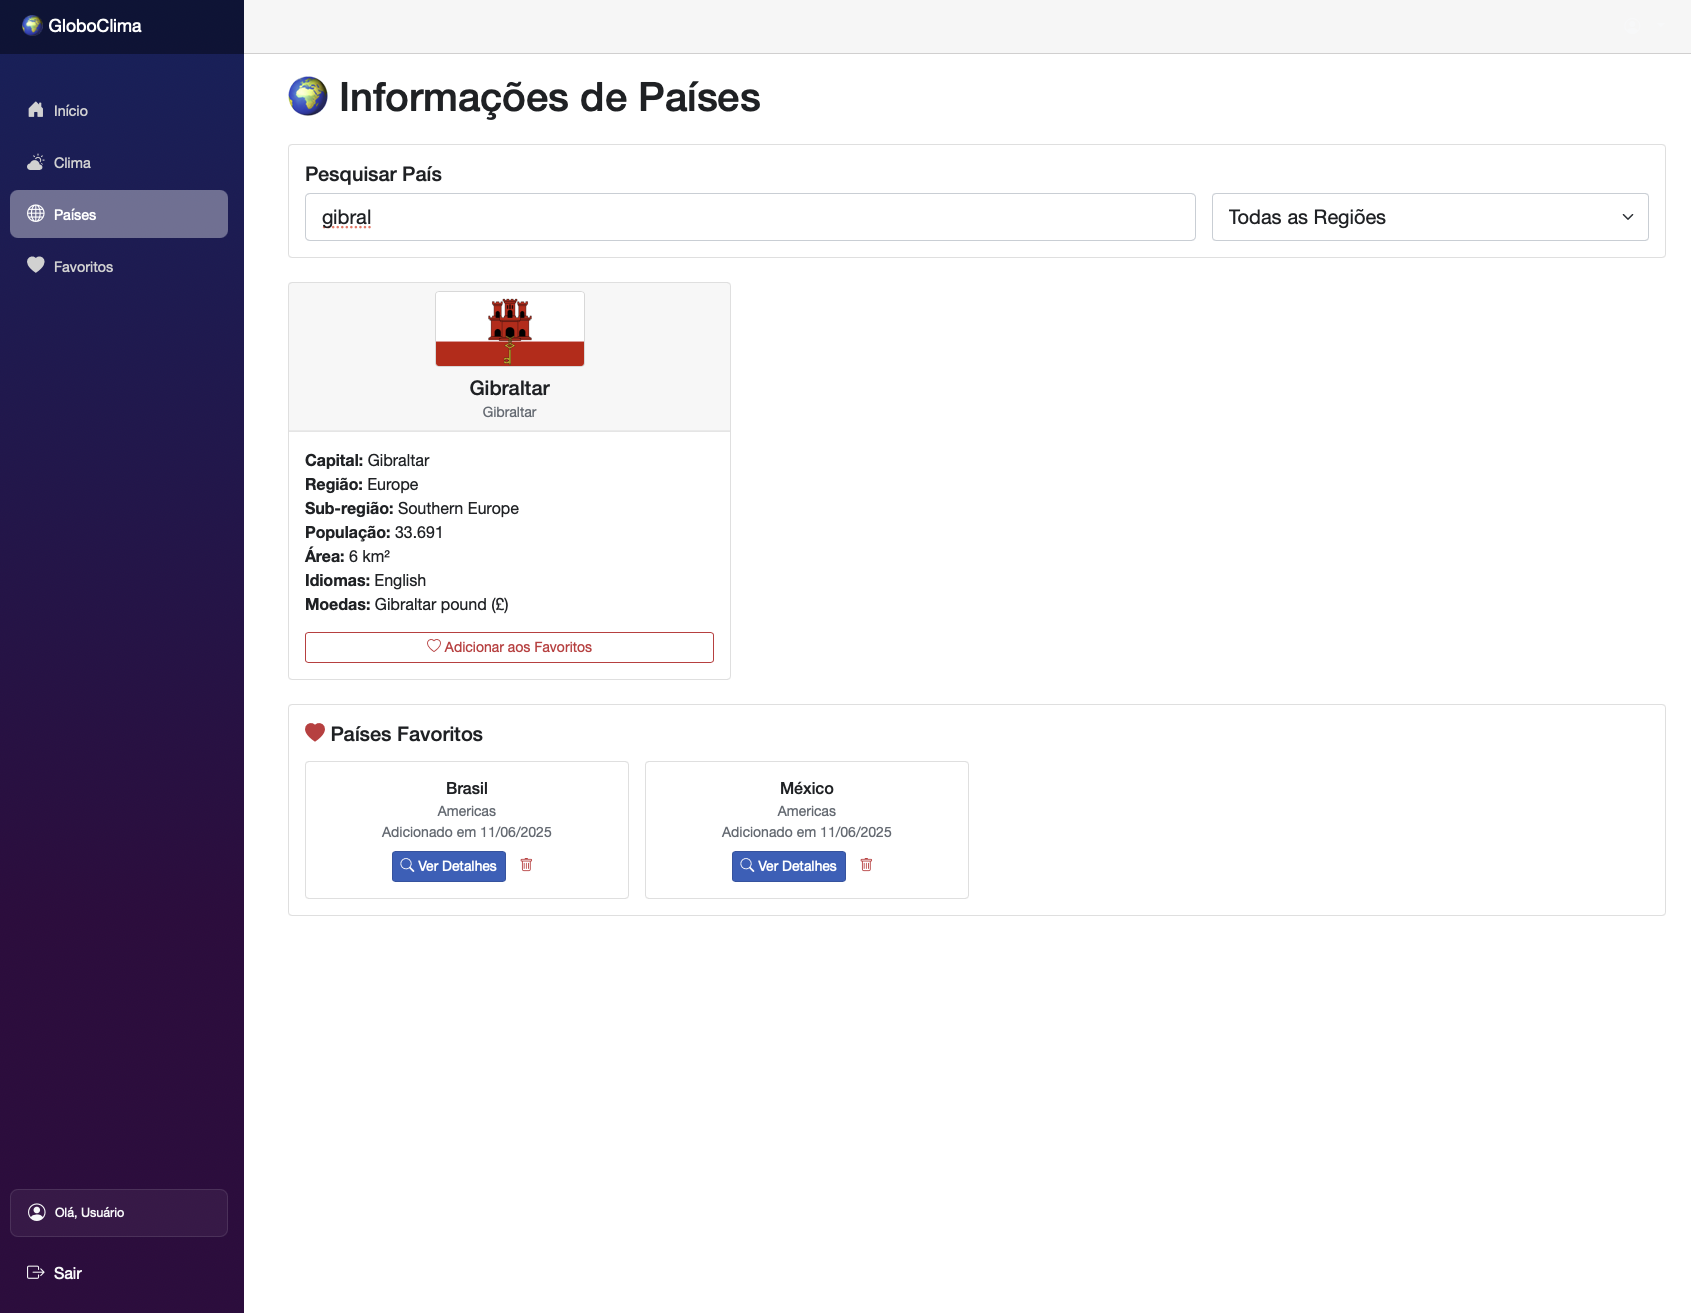 GloboClima
Início
Clima
Países
Favoritos
Olá, Usuário
Sair
Informações de Países
Pesquisar País
gibral
Todas as Regiões
Gibraltar
Gibraltar
Capital: Gibraltar
Região: Europe
Sub-região: Southern Europe
População: 33.691
Área: 6 km²
Idiomas: English
Moedas: Gibraltar pound (£)
Adicionar aos Favoritos
Países Favoritos
Brasil
Americas
Adicionado em 11/06/2025
Ver Detalhes
México
Americas
Adicionado em 11/06/2025
Ver Detalhes